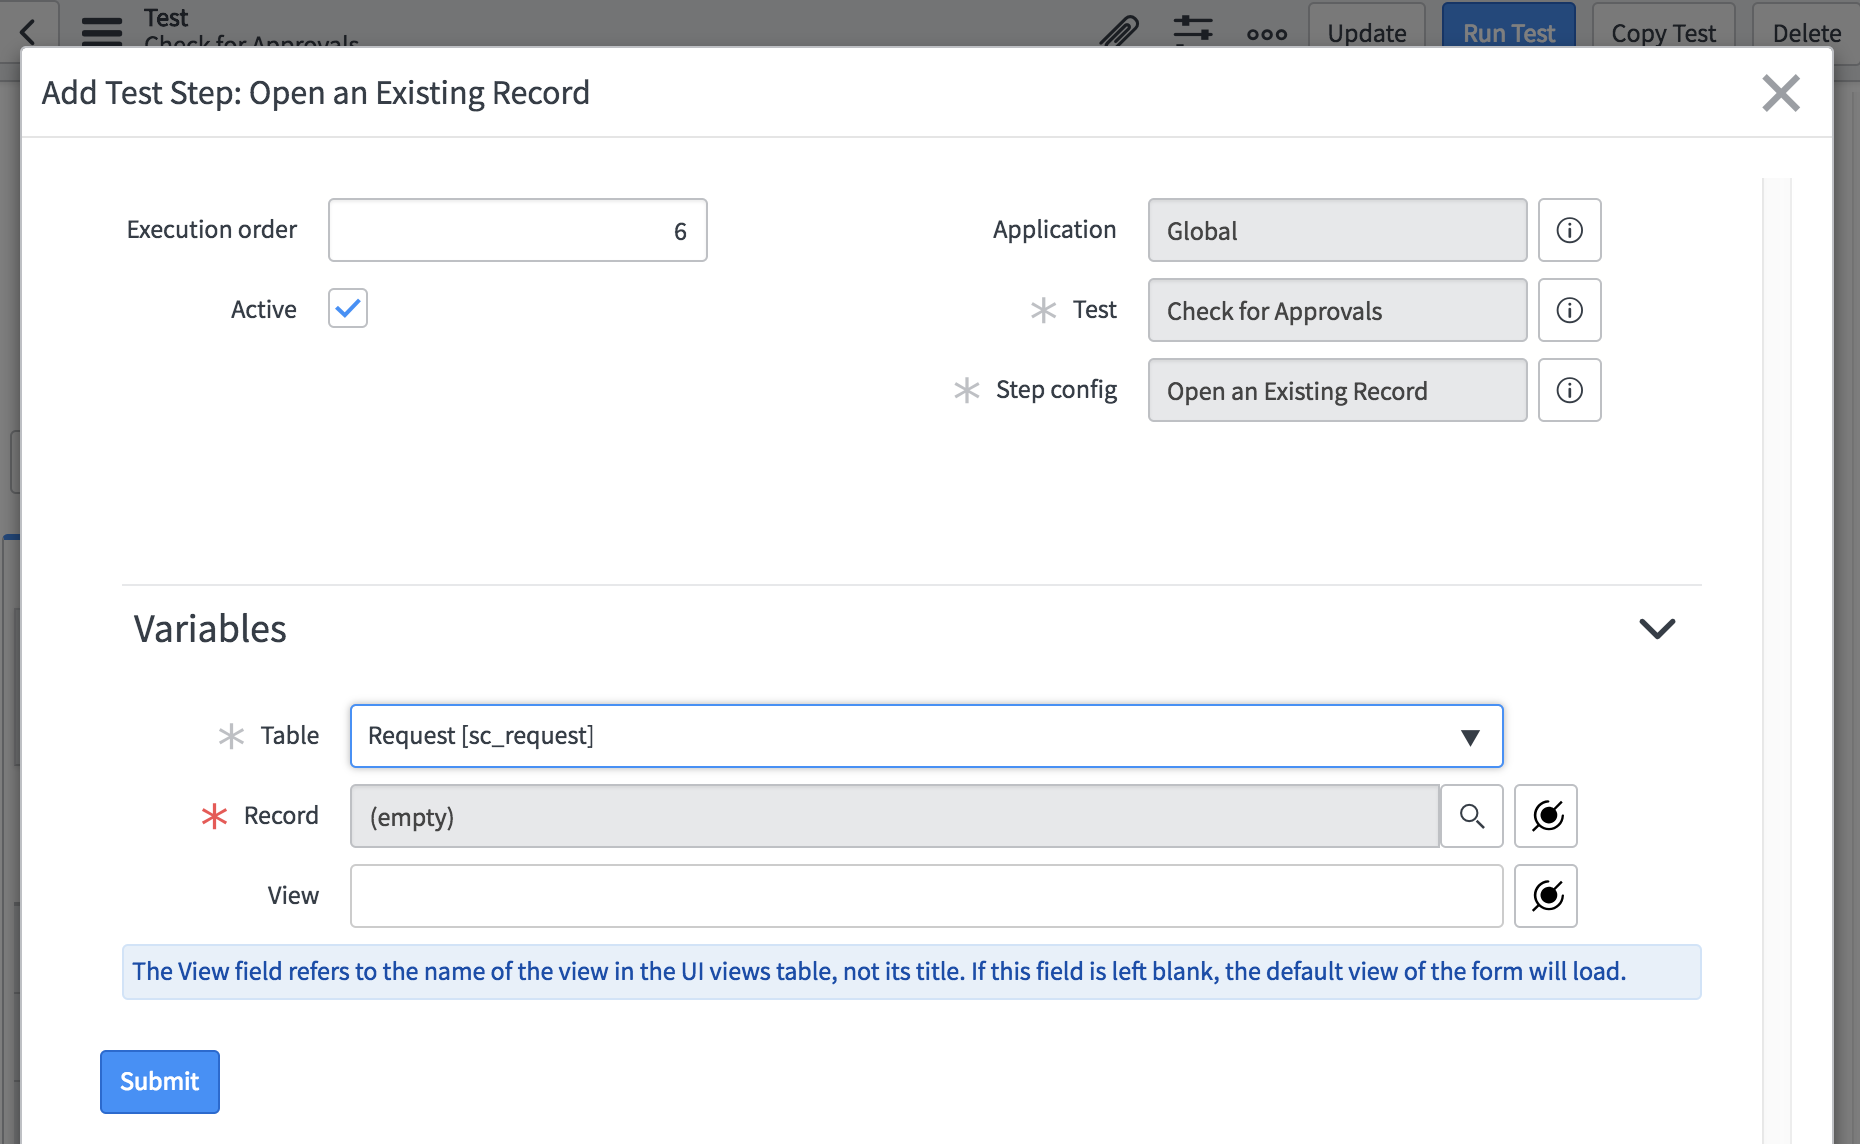 Test
Check for Approvals
Update
Run Test
Copy Test
Delete
Add Test Step: Open an Existing Record
Execution order
6
Application
Global
Active
Test
Check for Approvals
Step config
Open an Existing Record
Variables
Table
Request [sc_request]
Record
(empty)
View
The View field refers to the name of the view in the UI views table, not its title. If this field is left blank, the default view of the form will load.
Submit